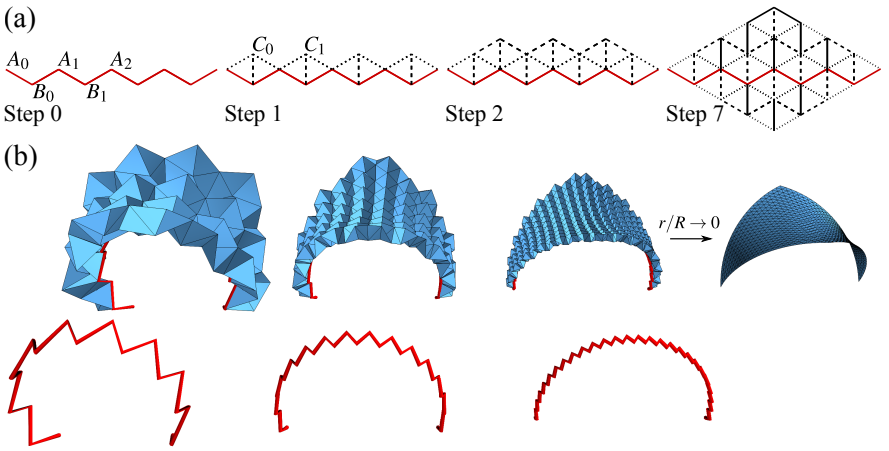 (a)
A₀ A₁ A₂
B₀ B₁
C₀ C₁
Step 0 Step 1 Step 2 Step 7
(b)
r/R → 0